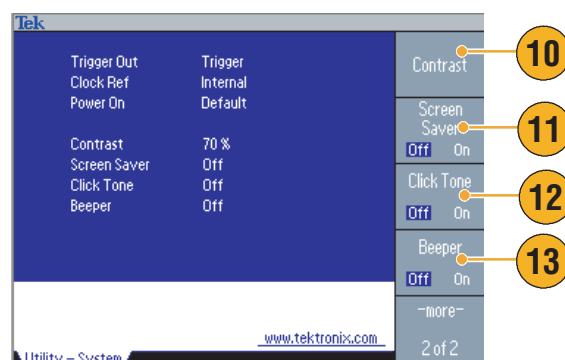 Tek
Trigger Out Trigger
Clock Ref Internal
Power On Default
Contrast 70 %
Screen Saver Off
Click Tone Off
Beeper Off
www.tektronix.com
Utility – System
Contrast
Screen
Saver
Off On
Click Tone
Off On
Beeper
Off On
-more-
2 of 2
10
11
12
13